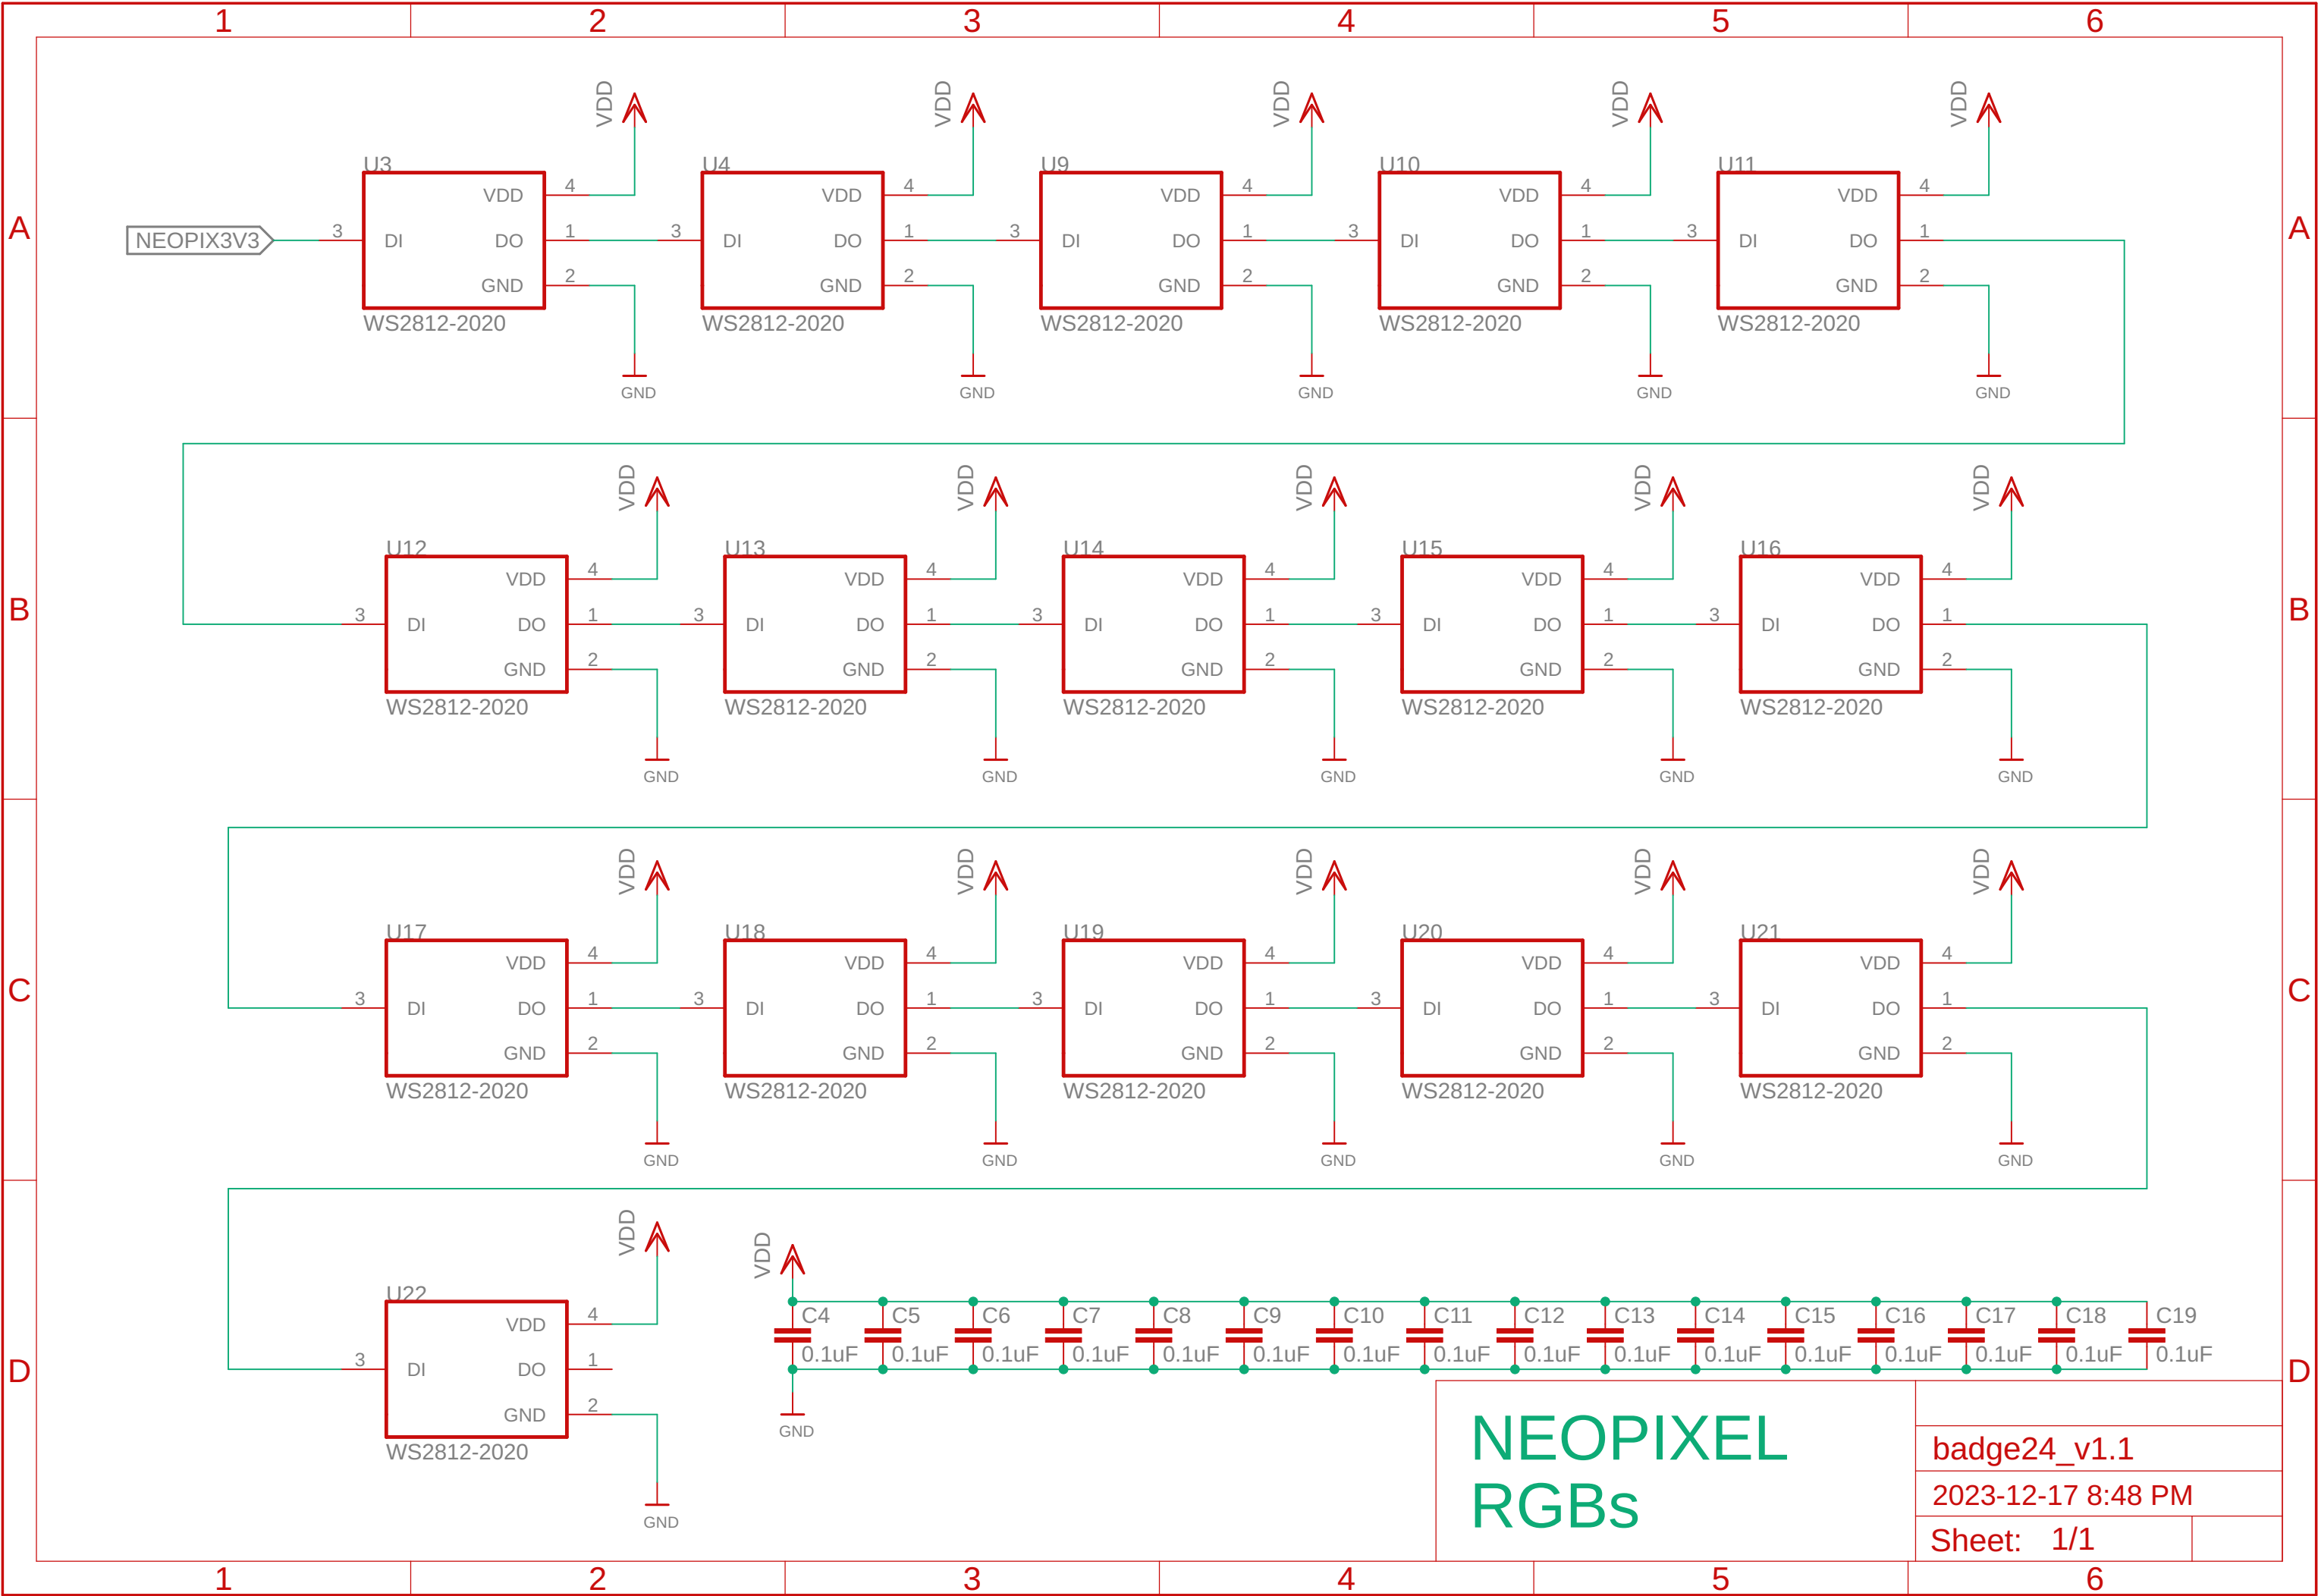 1 2 3 4 5 6
VDD VDD VDD VDD VDD
U3 U4 U9 U10 U11
VDD 4 VDD 4 VDD 4 VDD 4 VDD 4
A A
NEOPIX3V3 3 DI DO 1 3 DI DO 1 3 DI DO 1 3 DI DO 1 3 DI DO 1
GND 2 GND 2 GND 2 GND 2 GND 2
WS2812-2020 WS2812-2020 WS2812-2020 WS2812-2020 WS2812-2020
GND GND GND GND GND
VDD VDD VDD VDD VDD
U12 U13 U14 U15 U16
VDD 4 VDD 4 VDD 4 VDD 4 VDD 4
B B
3 DI DO 1 3 DI DO 1 3 DI DO 1 3 DI DO 1 3 DI DO 1
GND 2 GND 2 GND 2 GND 2 GND 2
WS2812-2020 WS2812-2020 WS2812-2020 WS2812-2020 WS2812-2020
GND GND GND GND GND
VDD VDD VDD VDD VDD
U17 U18 U19 U20 U21
VDD 4 VDD 4 VDD 4 VDD 4 VDD 4
C C
3 DI DO 1 3 DI DO 1 3 DI DO 1 3 DI DO 1 3 DI DO 1
GND 2 GND 2 GND 2 GND 2 GND 2
WS2812-2020 WS2812-2020 WS2812-2020 WS2812-2020 WS2812-2020
GND GND GND GND GND
VDD VDD
U22
VDD 4
C4 C5 C6 C7 C8 C9 C10 C11 C12 C13 C14 C15 C16 C17 C18 C19
0.1uF 0.1uF 0.1uF 0.1uF 0.1uF 0.1uF 0.1uF 0.1uF 0.1uF 0.1uF 0.1uF 0.1uF 0.1uF 0.1uF 0.1uF 0.1uF
D D
3 DI DO 1
GND 2
GND
WS2812-2020
GND
NEOPIXEL
RGBs
badge24_v1.1
2023-12-17 8:48 PM
Sheet: 1/1
1 2 3 4 5 6